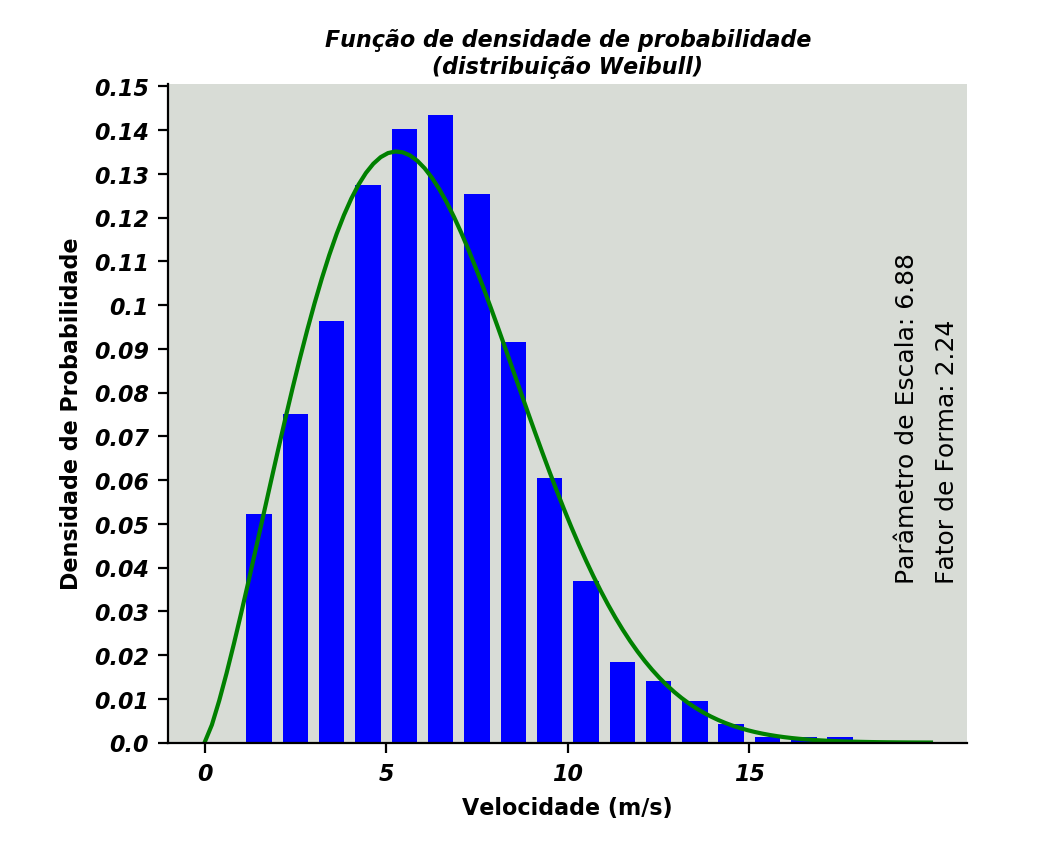 Função de densidade de probabilidade
(distribuição Weibull)
0.15
0.14
0.13
0.12
0.11
0.1
0.09
0.08
0.07
0.06
0.05
0.04
0.03
0.02
0.01
0.0
Densidade de Probabilidade
0 5 10 15
Velocidade (m/s)
Parâmetro de Escala: 6.88
Fator de Forma: 2.24